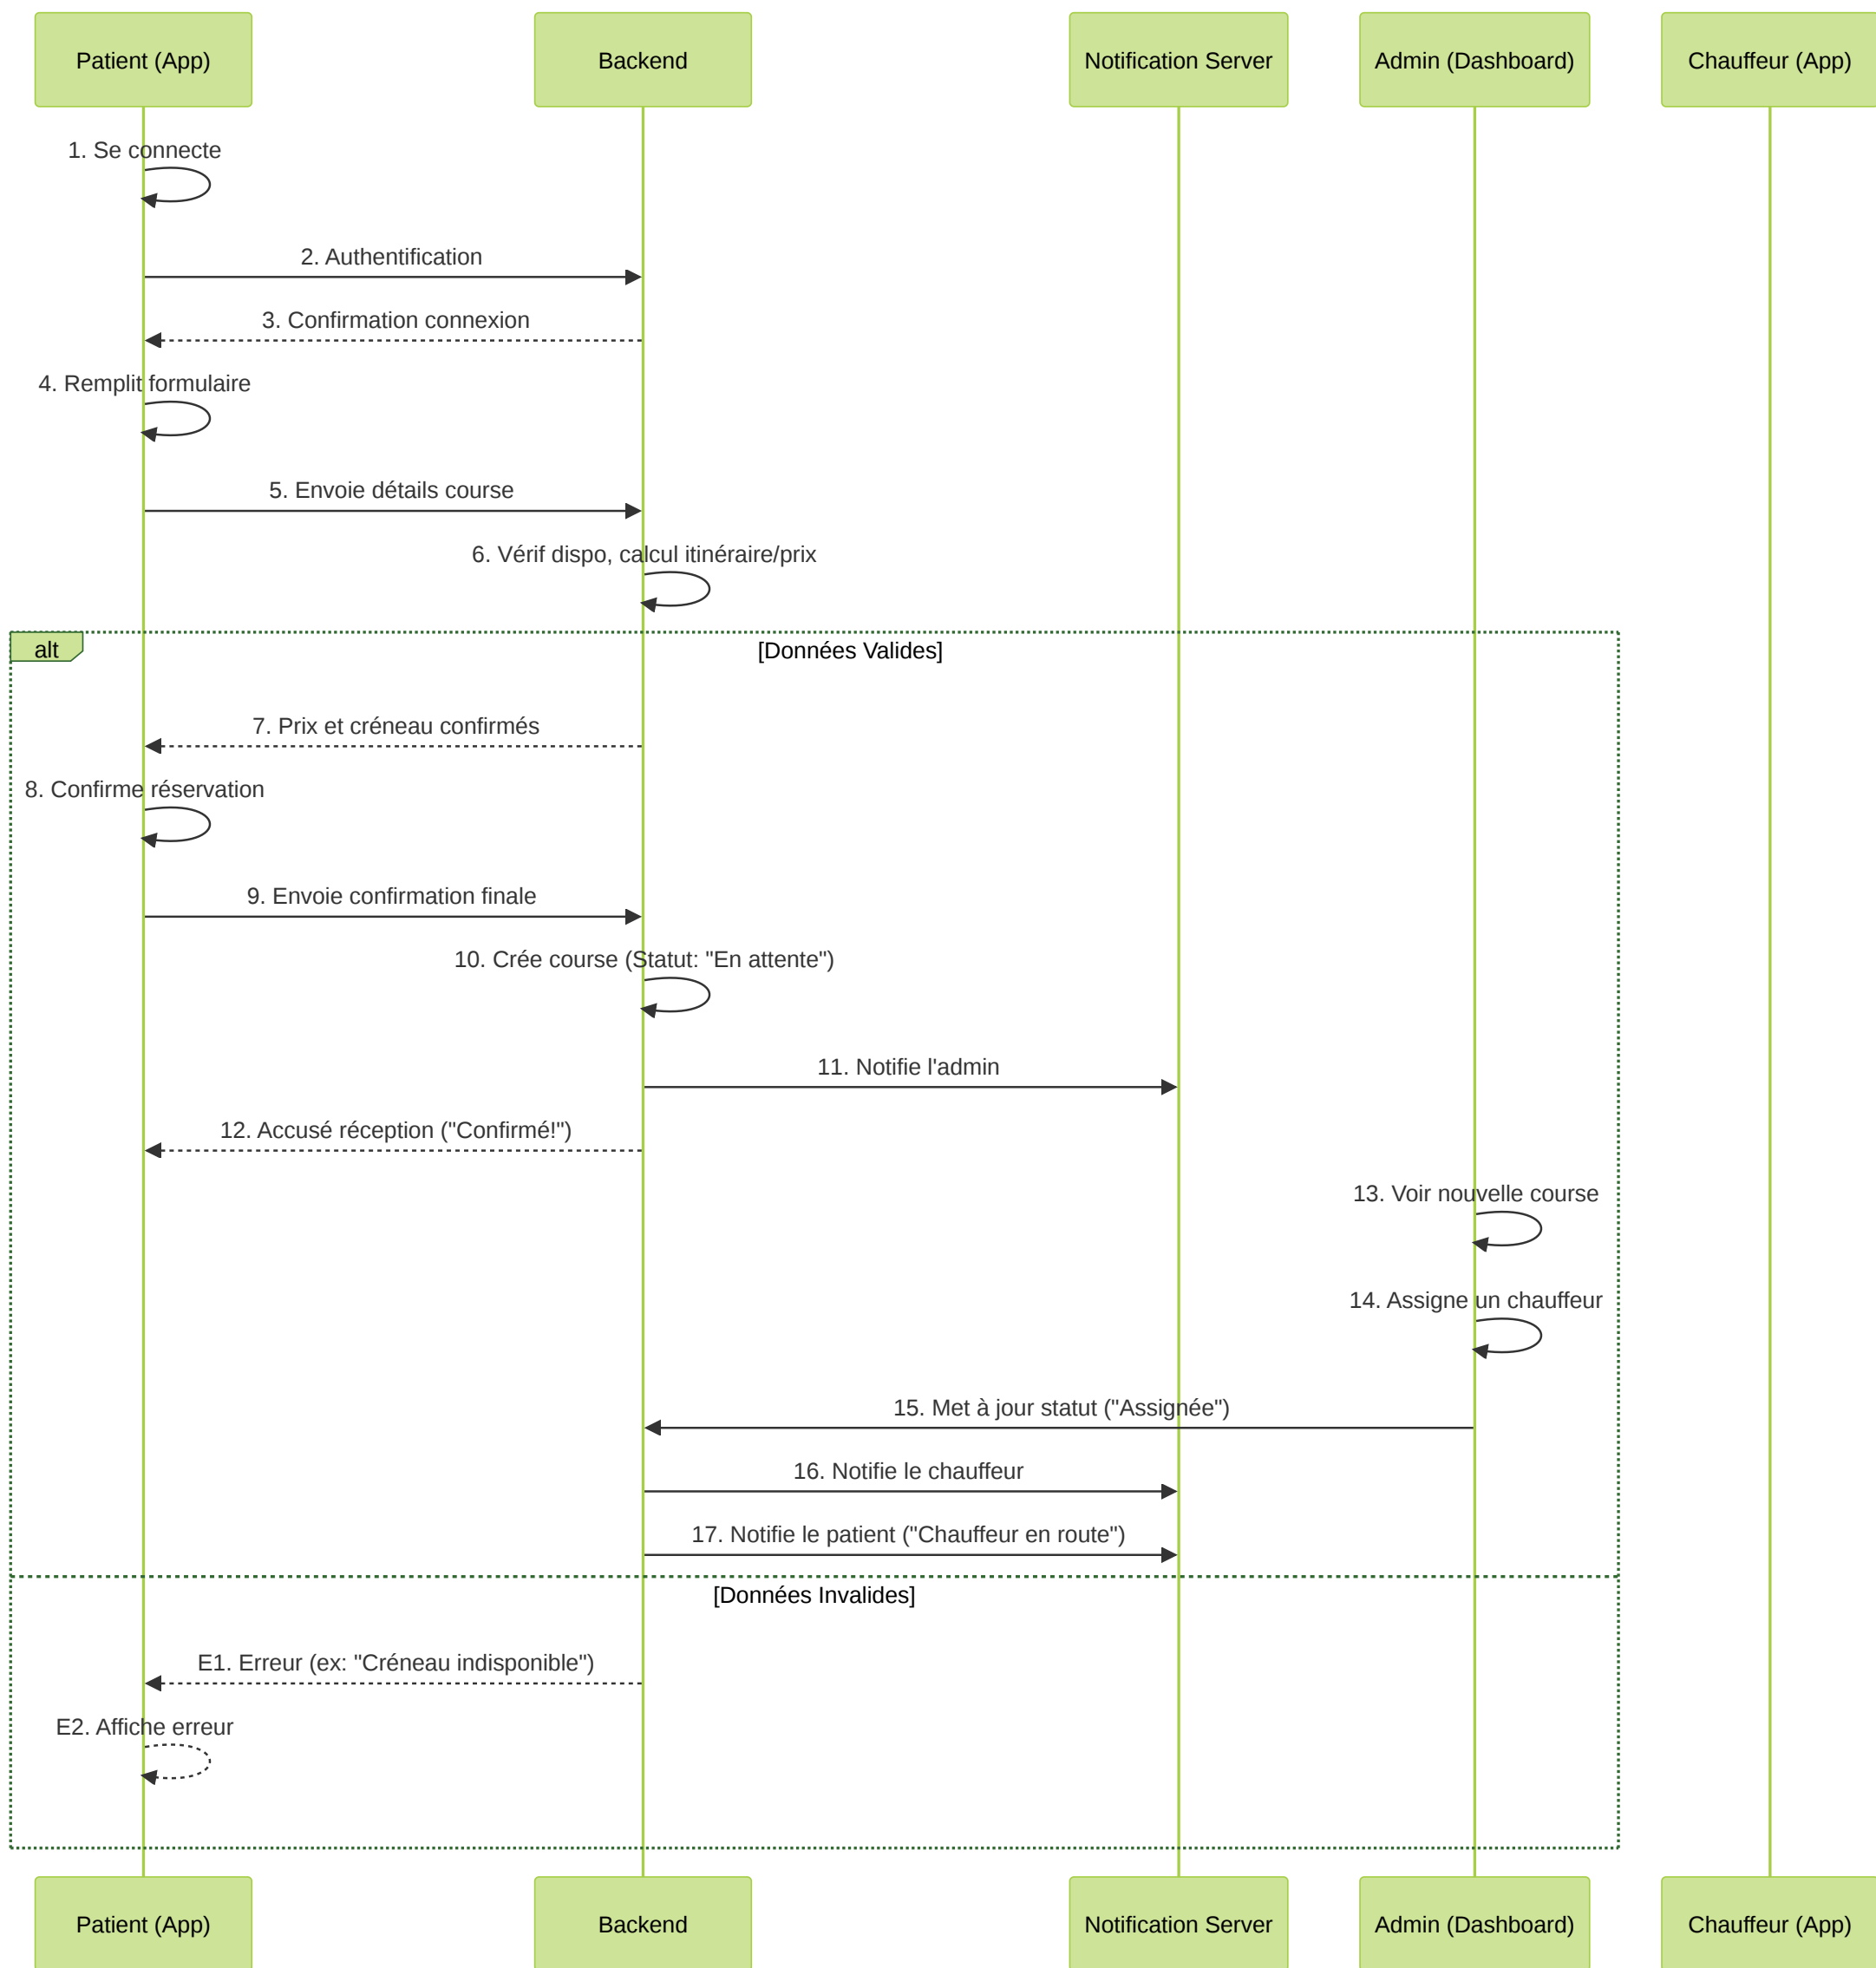 Patient (App)
Backend
Notification Server
Admin (Dashboard)
Chauffeur (App)
1. Se connecte
2. Authentification
3. Confirmation connexion
4. Remplit formulaire
5. Envoie détails course
6. Vérif dispo, calcul itinéraire/prix
alt
[Données Valides]
7. Prix et créneau confirmés
8. Confirme réservation
9. Envoie confirmation finale
10. Crée course (Statut: "En attente")
11. Notifie l'admin
12. Accusé réception ("Confirmé!")
13. Voir nouvelle course
14. Assigne un chauffeur
15. Met à jour statut ("Assignée")
16. Notifie le chauffeur
17. Notifie le patient ("Chauffeur en route")
[Données Invalides]
E1. Erreur (ex: "Créneau indisponible")
E2. Affiche erreur
Patient (App)
Backend
Notification Server
Admin (Dashboard)
Chauffeur (App)